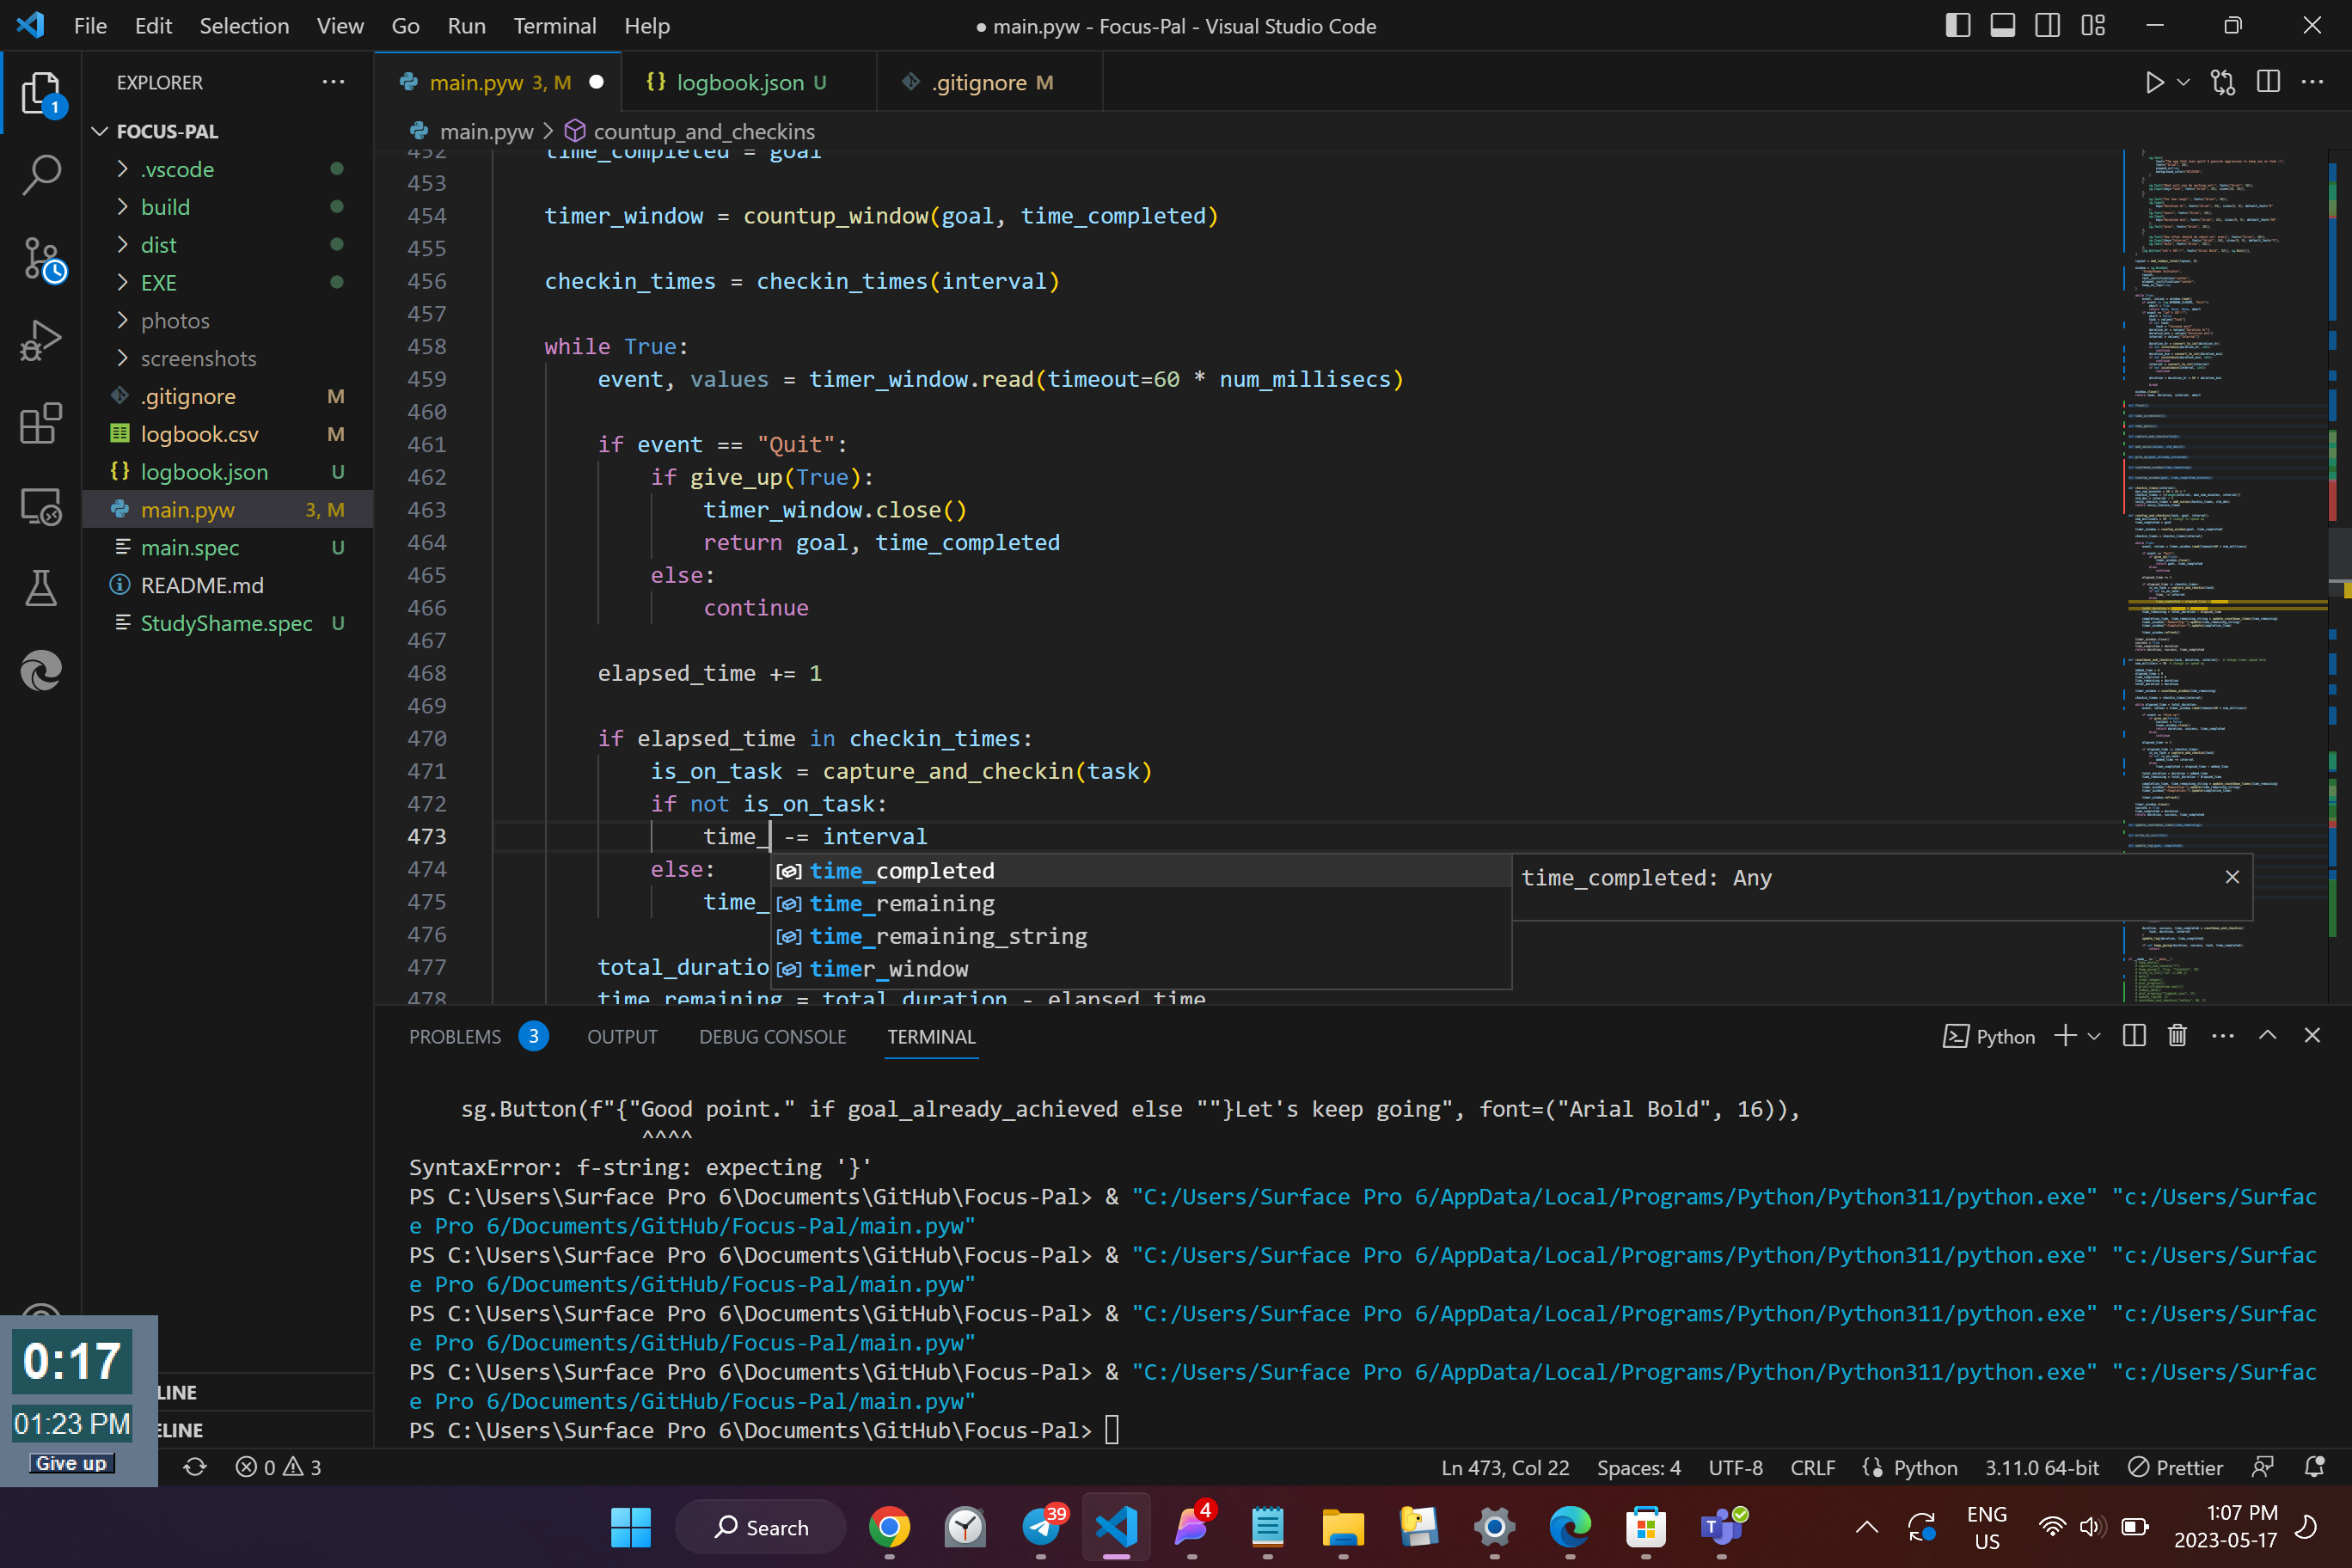 File Edit Selection View Go Run Terminal Help
● main.pyw - Focus-Pal - Visual Studio Code
EXPLORER
main.pyw 3, M
{} logbook.json U
.gitignore M
1
FOCUS-PAL
main.pyw > countup_and_checkins
.vscode
build
dist
EXE
photos
screenshots
.gitignore M
logbook.csv M
{} logbook.json U
main.pyw 3, M
main.spec U
README.md
StudyShame.spec U
452 time_completed = goal
453
454 timer_window = countup_window(goal, time_completed)
455
456 checkin_times = checkin_times(interval)
457
458 while True:
459 event, values = timer_window.read(timeout=60 * num_millisecs)
460
461 if event == "Quit":
462 if give_up(True):
463 timer_window.close()
464 return goal, time_completed
465 else:
466 continue
467
468 elapsed_time += 1
469
470 if elapsed_time in checkin_times:
471 is_on_task = capture_and_checkin(task)
472 if not is_on_task:
473 time_ -= interval
474 else:
475 time_
476
477 total_duratio
478 time_remaining = total_duration - elapsed_time
time_completed
time_remaining
time_remaining_string
timer_window
time_completed: Any
PROBLEMS 3 OUTPUT DEBUG CONSOLE TERMINAL
Python
sg.Button(f"{"Good point." if goal_already_achieved else ""}Let's keep going", font=("Arial Bold", 16)),
^^^^
SyntaxError: f-string: expecting '}'
PS C:\Users\Surface Pro 6\Documents\GitHub\Focus-Pal> & "C:/Users/Surface Pro 6/AppData/Local/Programs/Python/Python311/python.exe" "c:/Users/Surfac
e Pro 6/Documents/GitHub/Focus-Pal/main.pyw"
PS C:\Users\Surface Pro 6\Documents\GitHub\Focus-Pal> & "C:/Users/Surface Pro 6/AppData/Local/Programs/Python/Python311/python.exe" "c:/Users/Surfac
e Pro 6/Documents/GitHub/Focus-Pal/main.pyw"
PS C:\Users\Surface Pro 6\Documents\GitHub\Focus-Pal> & "C:/Users/Surface Pro 6/AppData/Local/Programs/Python/Python311/python.exe" "c:/Users/Surfac
e Pro 6/Documents/GitHub/Focus-Pal/main.pyw"
PS C:\Users\Surface Pro 6\Documents\GitHub\Focus-Pal> & "C:/Users/Surface Pro 6/AppData/Local/Programs/Python/Python311/python.exe" "c:/Users/Surfac
e Pro 6/Documents/GitHub/Focus-Pal/main.pyw"
PS C:\Users\Surface Pro 6\Documents\GitHub\Focus-Pal>
0:17
01:23 PM
Give up
LINE
ELINE
0 3
Ln 473, Col 22 Spaces: 4 UTF-8 CRLF Python 3.11.0 64-bit Prettier
Search
39
4
ENG
US
1:07 PM
2023-05-17